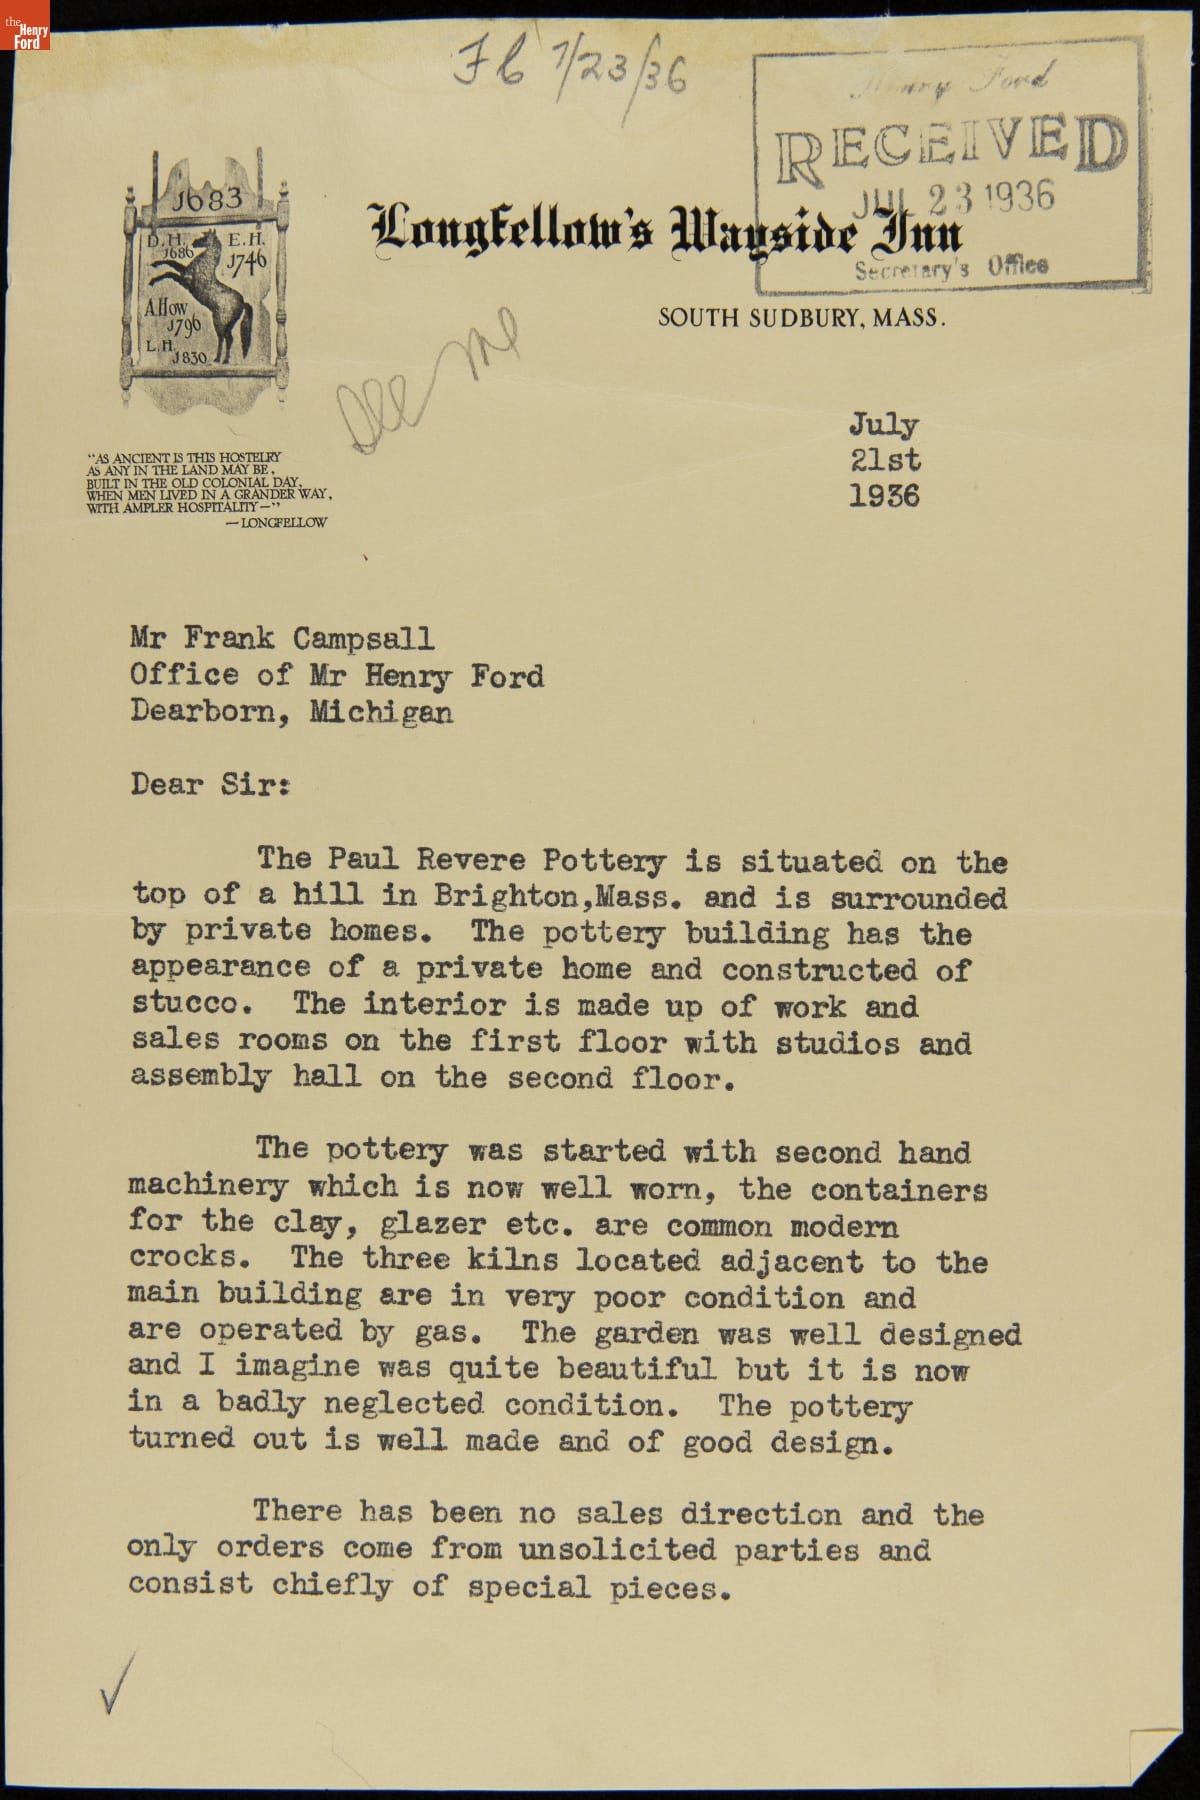 the
Henry
Ford
FC 7/23/36
Henry Ford
RECEIVED
JUL 23 1936
Secretary's Office
1683
D.H. E.H.
1686 1746
A.How
1796
L.H.
1830
Longfellow's Wayside Inn
SOUTH SUDBURY, MASS.
See me
"AS ANCIENT IS THIS HOSTELRY
AS ANY IN THE LAND MAY BE,
BUILT IN THE OLD COLONIAL DAY,
WHEN MEN LIVED IN A GRANDER WAY,
WITH AMPLER HOSPITALITY—"
—LONGFELLOW
July
21st
1936
Mr Frank Campsall
Office of Mr Henry Ford
Dearborn, Michigan
Dear Sir:
The Paul Revere Pottery is situated on the
top of a hill in Brighton,Mass. and is surrounded
by private homes. The pottery building has the
appearance of a private home and constructed of
stucco. The interior is made up of work and
sales rooms on the first floor with studios and
assembly hall on the second floor.
The pottery was started with second hand
machinery which is now well worn, the containers
for the clay, glazer etc. are common modern
crocks. The three kilns located adjacent to the
main building are in very poor condition and
are operated by gas. The garden was well designed
and I imagine was quite beautiful but it is now
in a badly neglected condition. The pottery
turned out is well made and of good design.
There has been no sales direction and the
only orders come from unsolicited parties and
consist chiefly of special pieces.